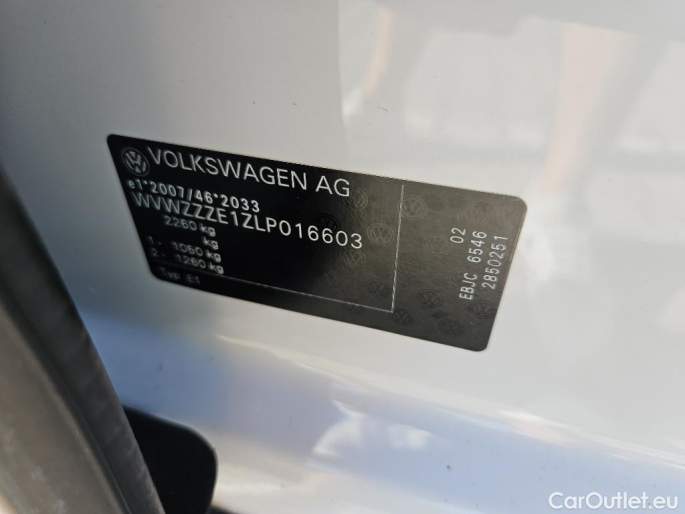 VOLKSWAGEN AG
e1*2007/46*2033
WVWZZZE1ZLP016603
2260 kg
kg
1 - 1060 kg
2 - 1260 kg
Typ: E1
02
EBJC 6546
2850251
CarOutlet.eu